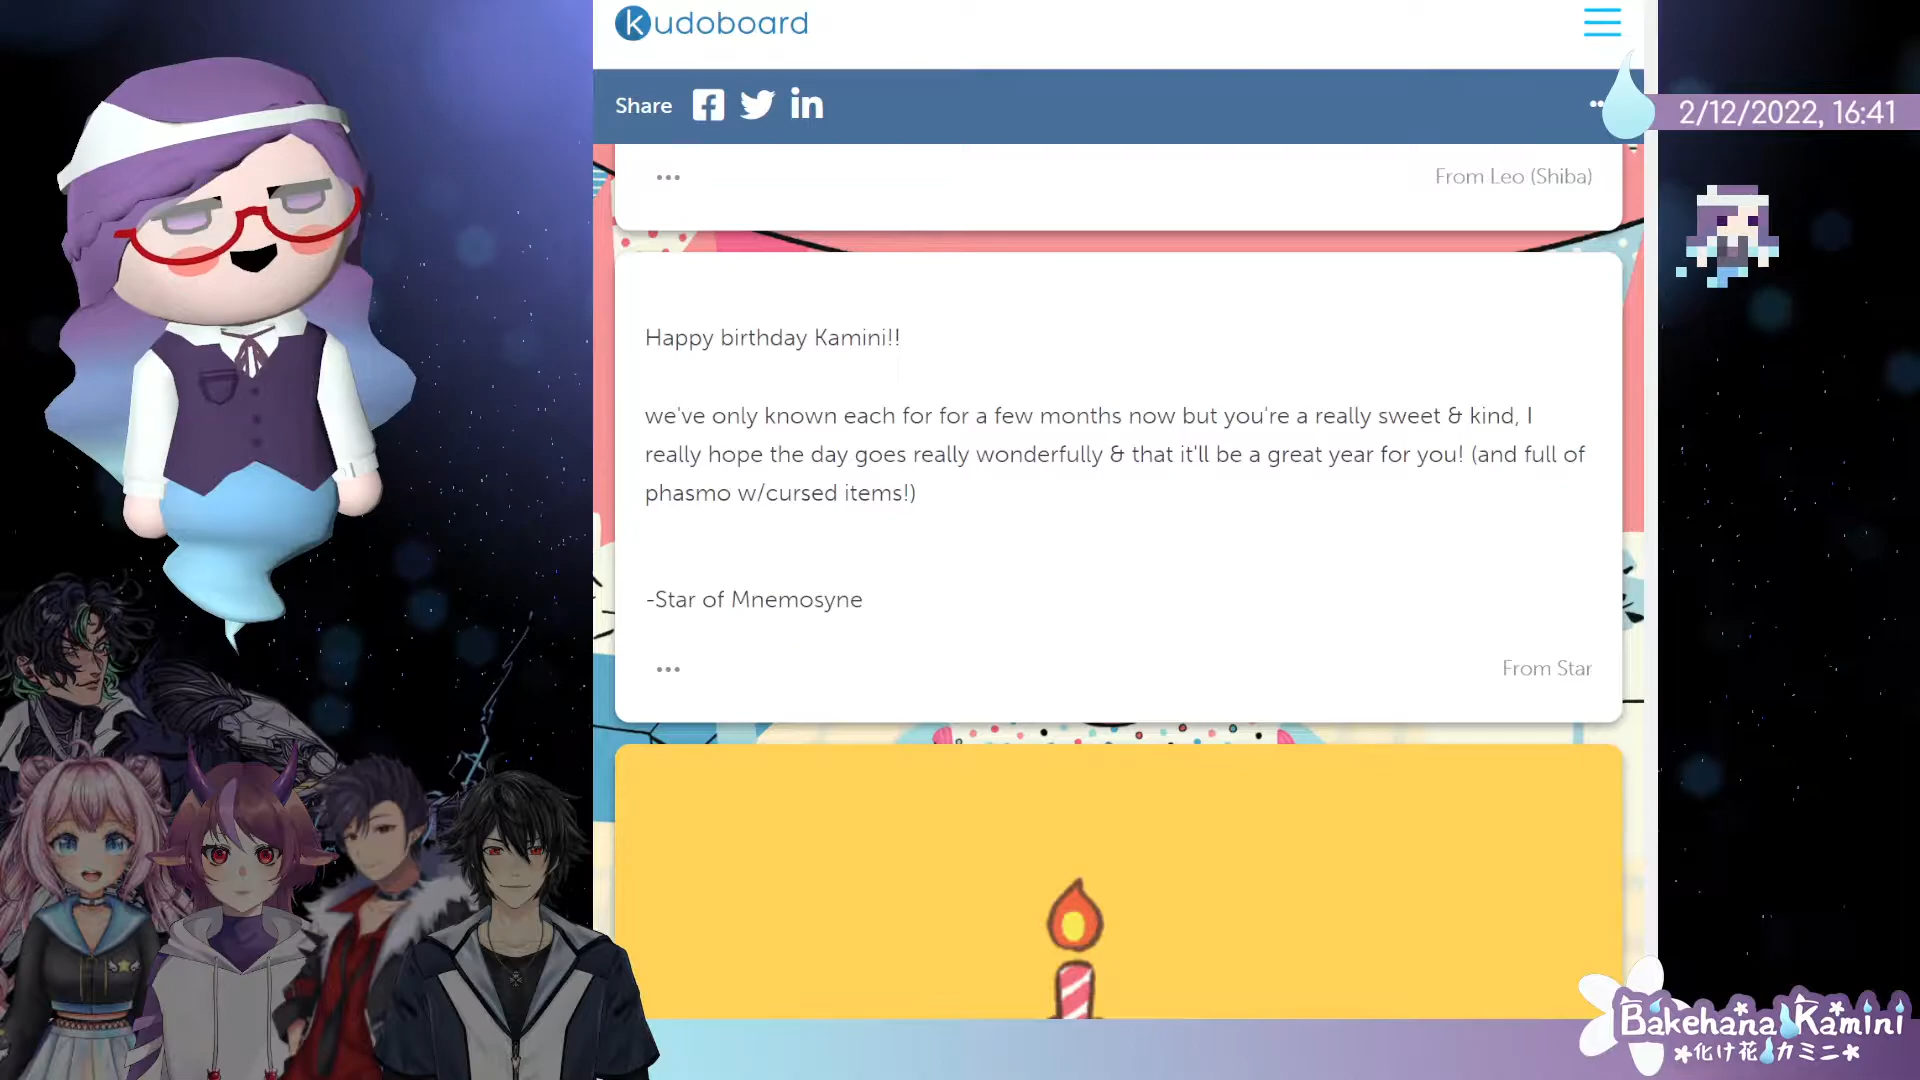 kudoboard
Share
2/12/2022, 16:41
From Leo (Shiba)
Happy birthday Kamini!!
we've only known each for for a few months now but you're a really sweet & kind, I
really hope the day goes really wonderfully & that it'll be a great year for you! (and full of
phasmo w/cursed items!)
-Star of Mnemosyne
From Star
Bakehana Kamini
化け花カミニ